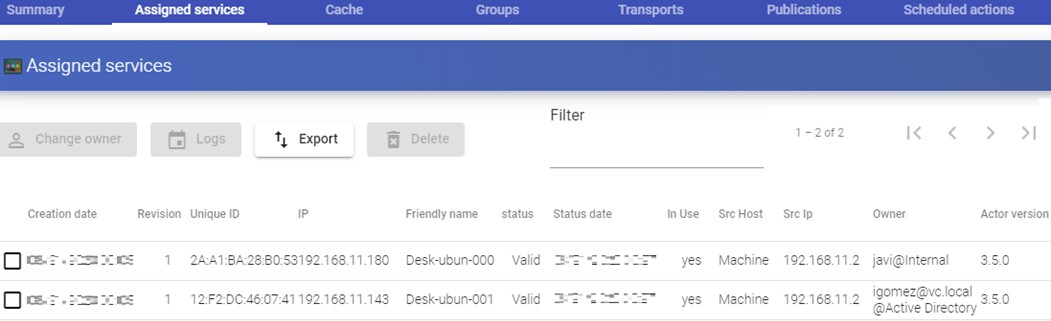 Summary Assigned services Cache Groups Transports Publications Scheduled actions
Assigned services
Filter
Change owner Logs Export Delete 1 – 2 of 2
Creation date Revision Unique ID IP Friendly name status Status date In Use Src Host Src Ip Owner Actor version
1 2A:A1:BA:28:B0:53 192.168.11.180 Desk-ubun-000 Valid yes Machine 192.168.11.2 javi@Internal 3.5.0
1 12:F2:DC:46:07:41 192.168.11.143 Desk-ubun-001 Valid yes Machine 192.168.11.2 igomez@vc.local 3.5.0
@Active Directory